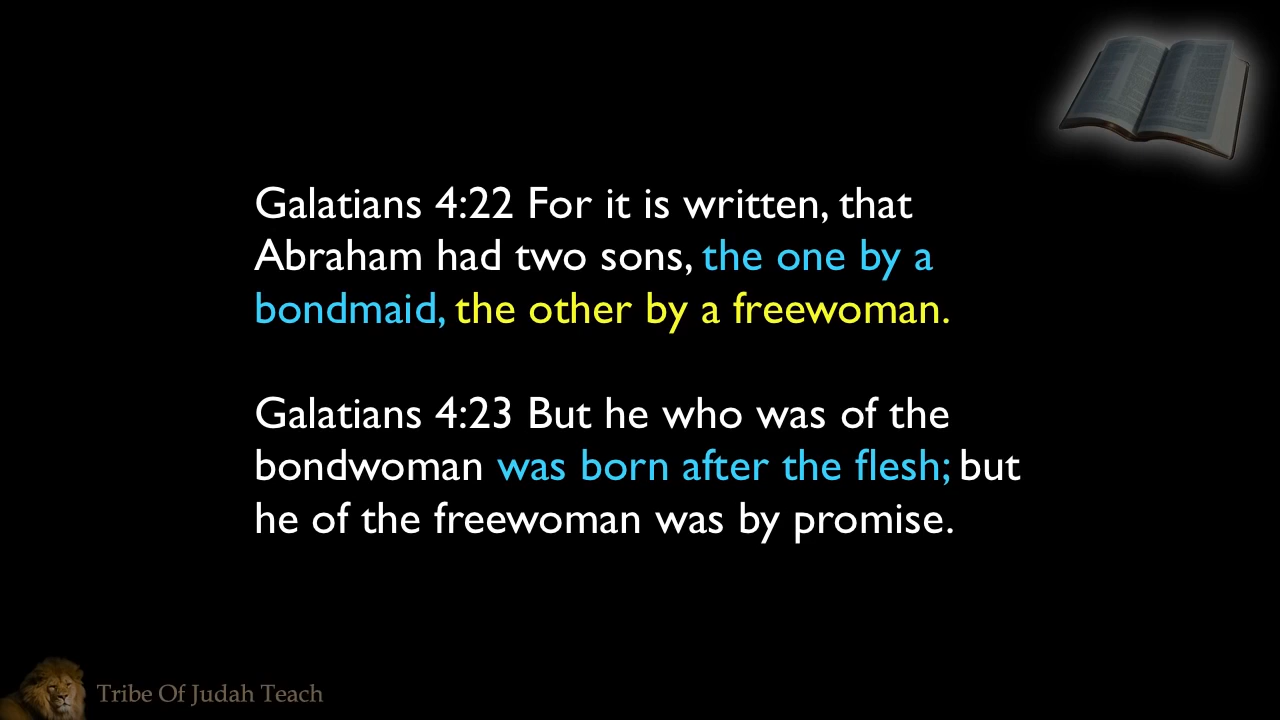 Galatians 4:22 For it is written, that
Abraham had two sons, the one by a
bondmaid, the other by a freewoman.
Galatians 4:23 But he who was of the
bondwoman was born after the flesh; but
he of the freewoman was by promise.
Tribe Of Judah Teach